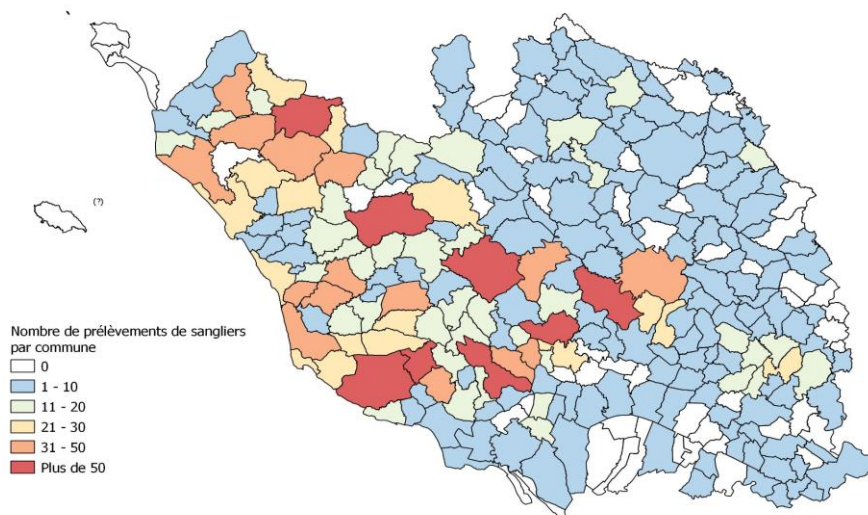 (?)
Nombre de prélèvements de sangliers
par commune
0
1 - 10
11 - 20
21 - 30
31 - 50
Plus de 50